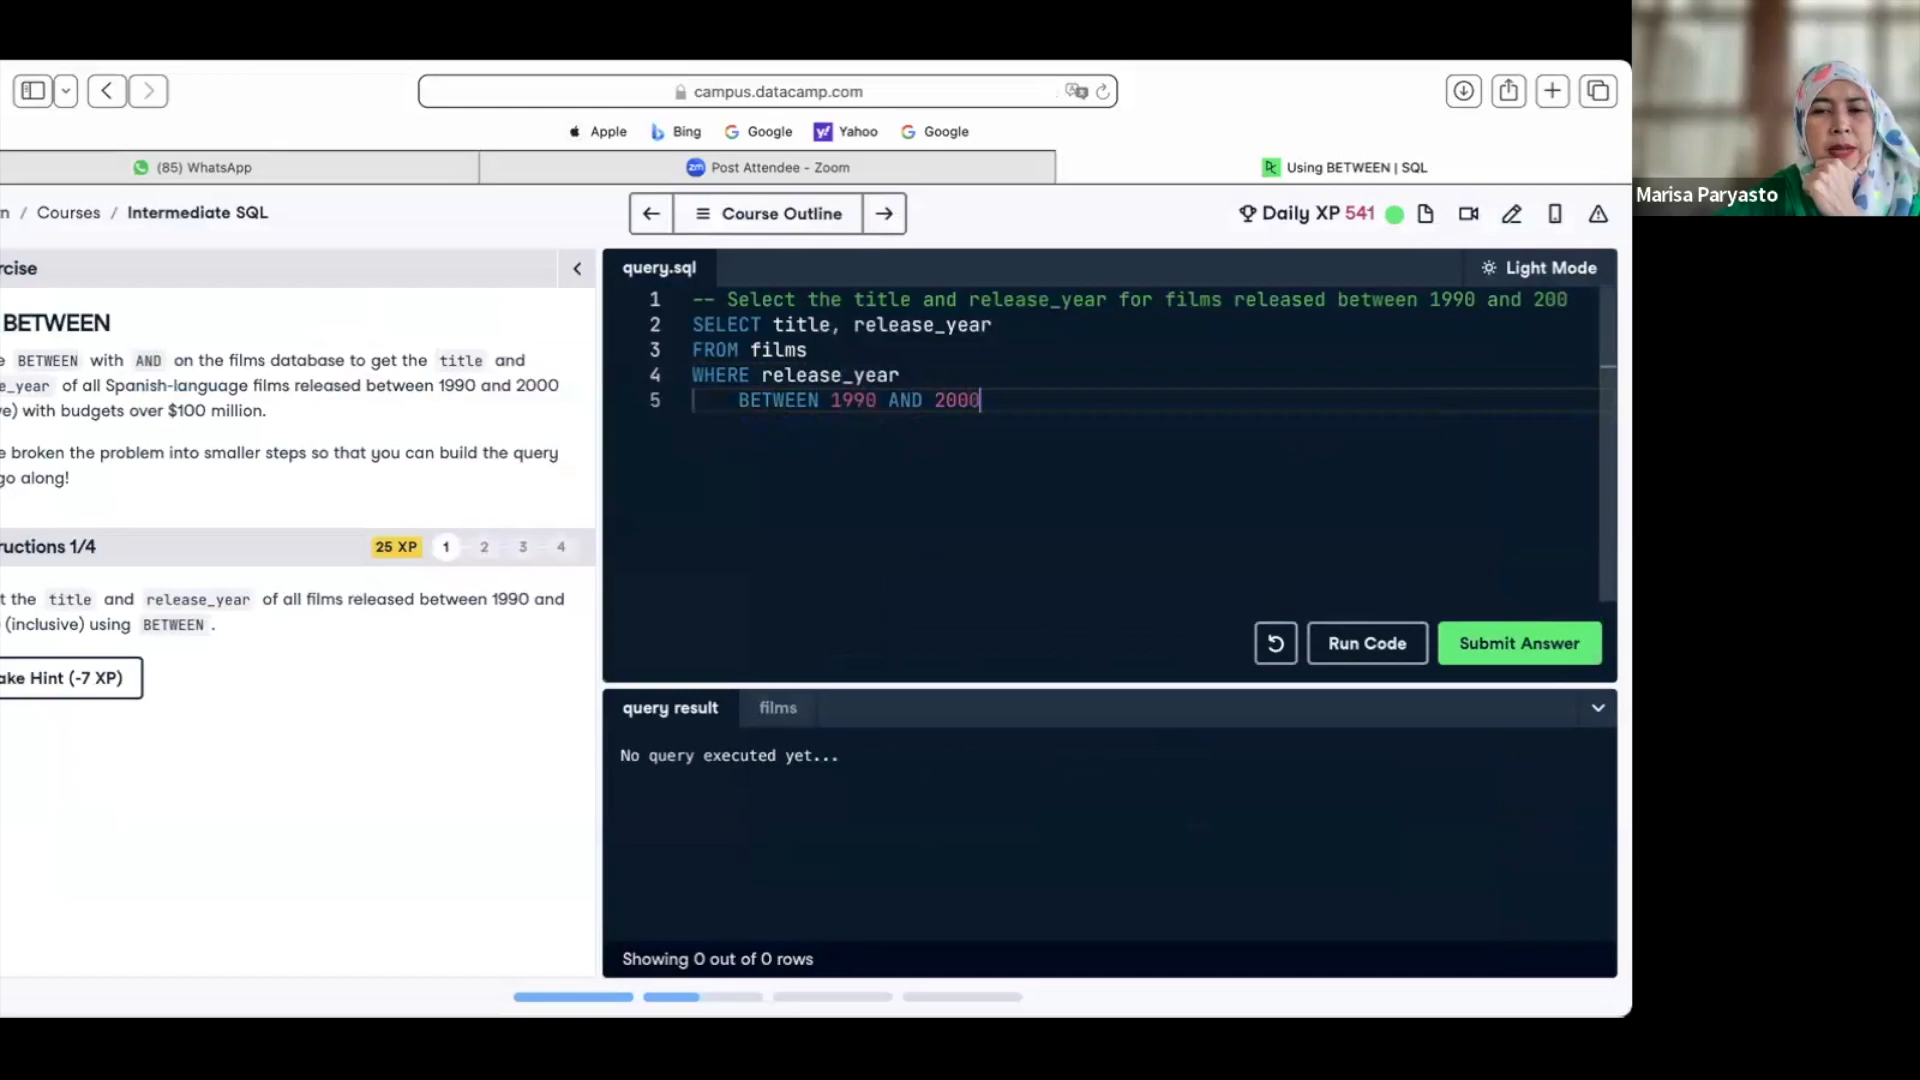 campus.datacamp.com
Apple
Bing
Google
Yahoo
Google
(85) WhatsApp
Post Attendee - Zoom
Using BETWEEN | SQL
Marisa Paryasto
n / Courses / Intermediate SQL
Course Outline
Daily XP 541
rcise
BETWEEN
e BETWEEN with AND on the films database to get the title and
e_year of all Spanish-language films released between 1990 and 2000
ve) with budgets over $100 million.
e broken the problem into smaller steps so that you can build the query
go along!
ructions 1/4
25 XP
1
2
3
4
t the title and release_year of all films released between 1990 and
(inclusive) using BETWEEN .
ake Hint (-7 XP)
query.sql
Light Mode
1 -- Select the title and release_year for films released between 1990 and 200
2 SELECT title, release_year
3 FROM films
4 WHERE release_year
5 BETWEEN 1990 AND 2000
Run Code
Submit Answer
query result
films
No query executed yet...
Showing 0 out of 0 rows